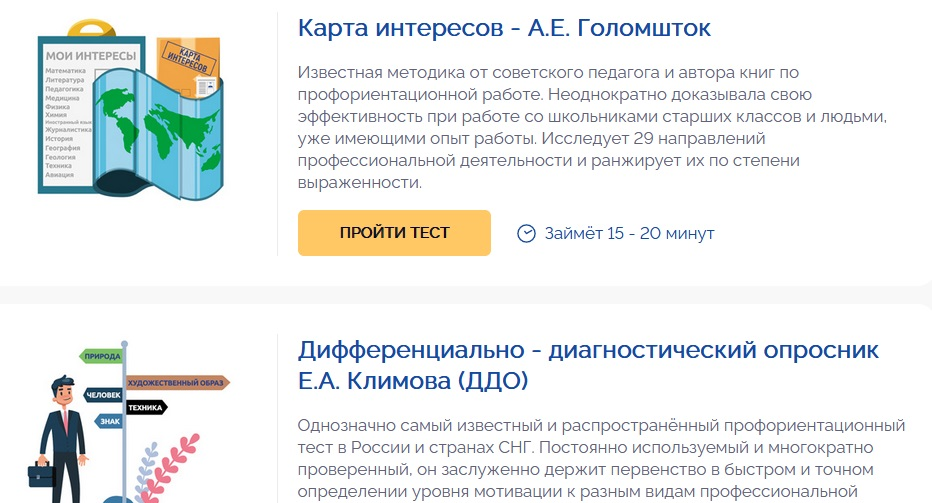 Карта интересов - А.Е. Голомшток
Известная методика от советского педагога и автора книг по
профориентационной работе. Неоднократно доказывала свою
эффективность при работе со школьниками старших классов и людьми,
уже имеющими опыт работы. Исследует 29 направлений
профессиональной деятельности и ранжирует их по степени
выраженности.
ПРОЙТИ ТЕСТ
Займёт 15 - 20 минут
МОИ ИНТЕРЕСЫ
Математика
Литература
Педагогика
Медицина
Физика
Химия
Иностранный язык
Журналистика
История
География
Геология
Техника
Авиация
КАРТА
ИНТЕРЕСОВ
Дифференциально - диагностический опросник
Е.А. Климова (ДДО)
Однозначно самый известный и распространённый профориентационный
тест в России и странах СНГ. Постоянно используемый и многократно
проверенный, он заслуженно держит первенство в быстром и точном
определении уровня мотивации к разным видам профессиональной
ПРИРОДА
ХУДОЖЕСТВЕННЫЙ ОБРАЗ
ЧЕЛОВЕК
ТЕХНИКА
ЗНАК